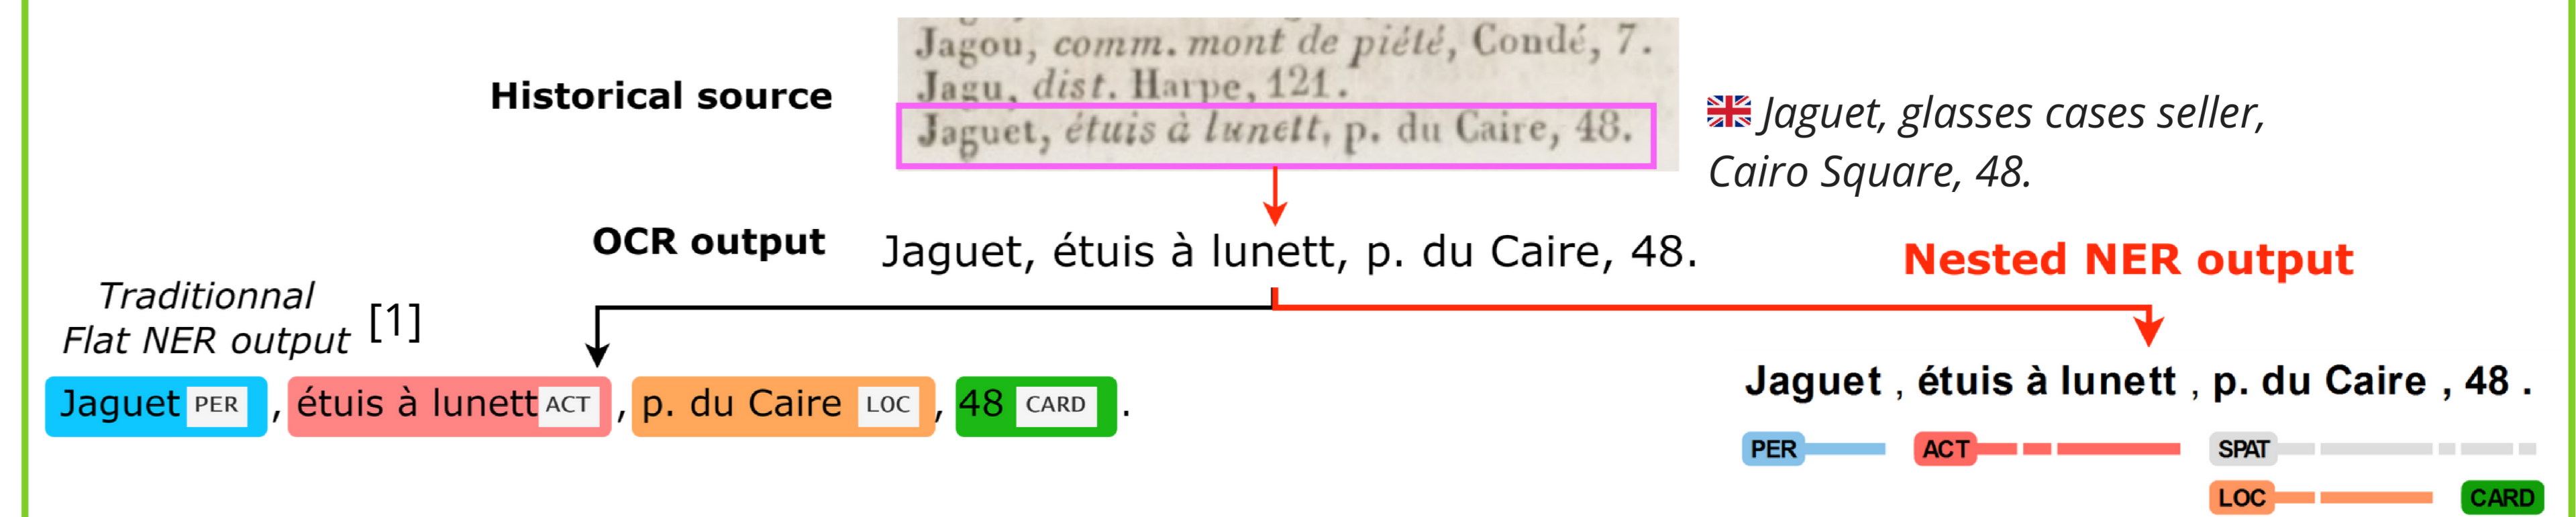 Historical source
Jagou, comm. mont de piété, Condé, 7.
Jagu, dist. Harpe, 121.
Jaguet, étuis à lunett, p. du Caire, 48.
Jaguet, glasses cases seller,
Cairo Square, 48.
OCR output
Jaguet, étuis à lunett, p. du Caire, 48.
Traditionnal
Flat NER output [1]
Jaguet PER , étuis à lunett ACT , p. du Caire LOC , 48 CARD .
Nested NER output
Jaguet , étuis à lunett , p. du Caire , 48 .
PER ACT SPAT
LOC CARD